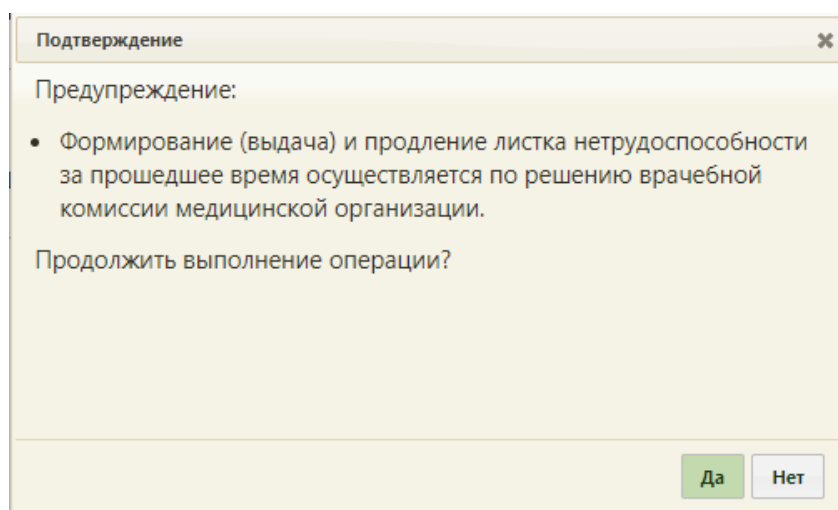 Подтверждение
Предупреждение:
• Формирование (выдача) и продление листка нетрудоспособности
за прошедшее время осуществляется по решению врачебной
комиссии медицинской организации.
Продолжить выполнение операции?
Да Нет